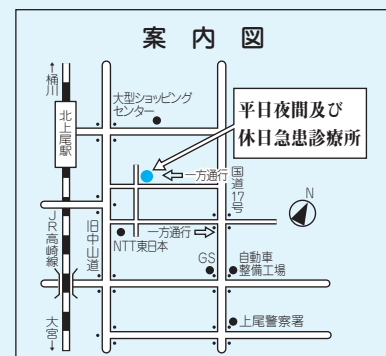 案内図
↑桶川
北上尾駅
大型ショッピング
センター
平日夜間及び
休日急患診療所
⇦一方通行
国道17号
N
JR高崎線
旧中山道
一方通行⇨
NTT東日本
GS
自動車
整備工場
大宮↓
上尾警察署